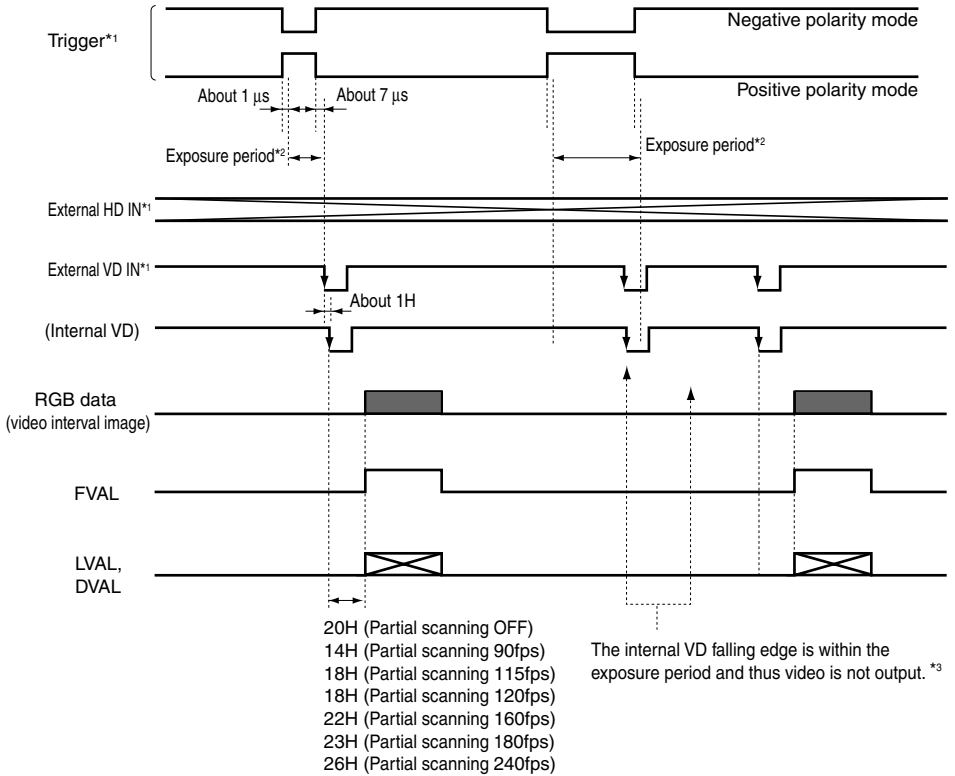 Negative polarity mode
Trigger*1
Positive polarity mode
About 1 μs
About 7 μs
Exposure period*2
Exposure period*2
External HD IN*1
External VD IN*1
About 1H
(Internal VD)
RGB data
(video interval image)
FVAL
LVAL,
DVAL
20H (Partial scanning OFF)
14H (Partial scanning 90fps)
18H (Partial scanning 115fps)
18H (Partial scanning 120fps)
22H (Partial scanning 160fps)
23H (Partial scanning 180fps)
26H (Partial scanning 240fps)
The internal VD falling edge is within the
exposure period and thus video is not output. *3